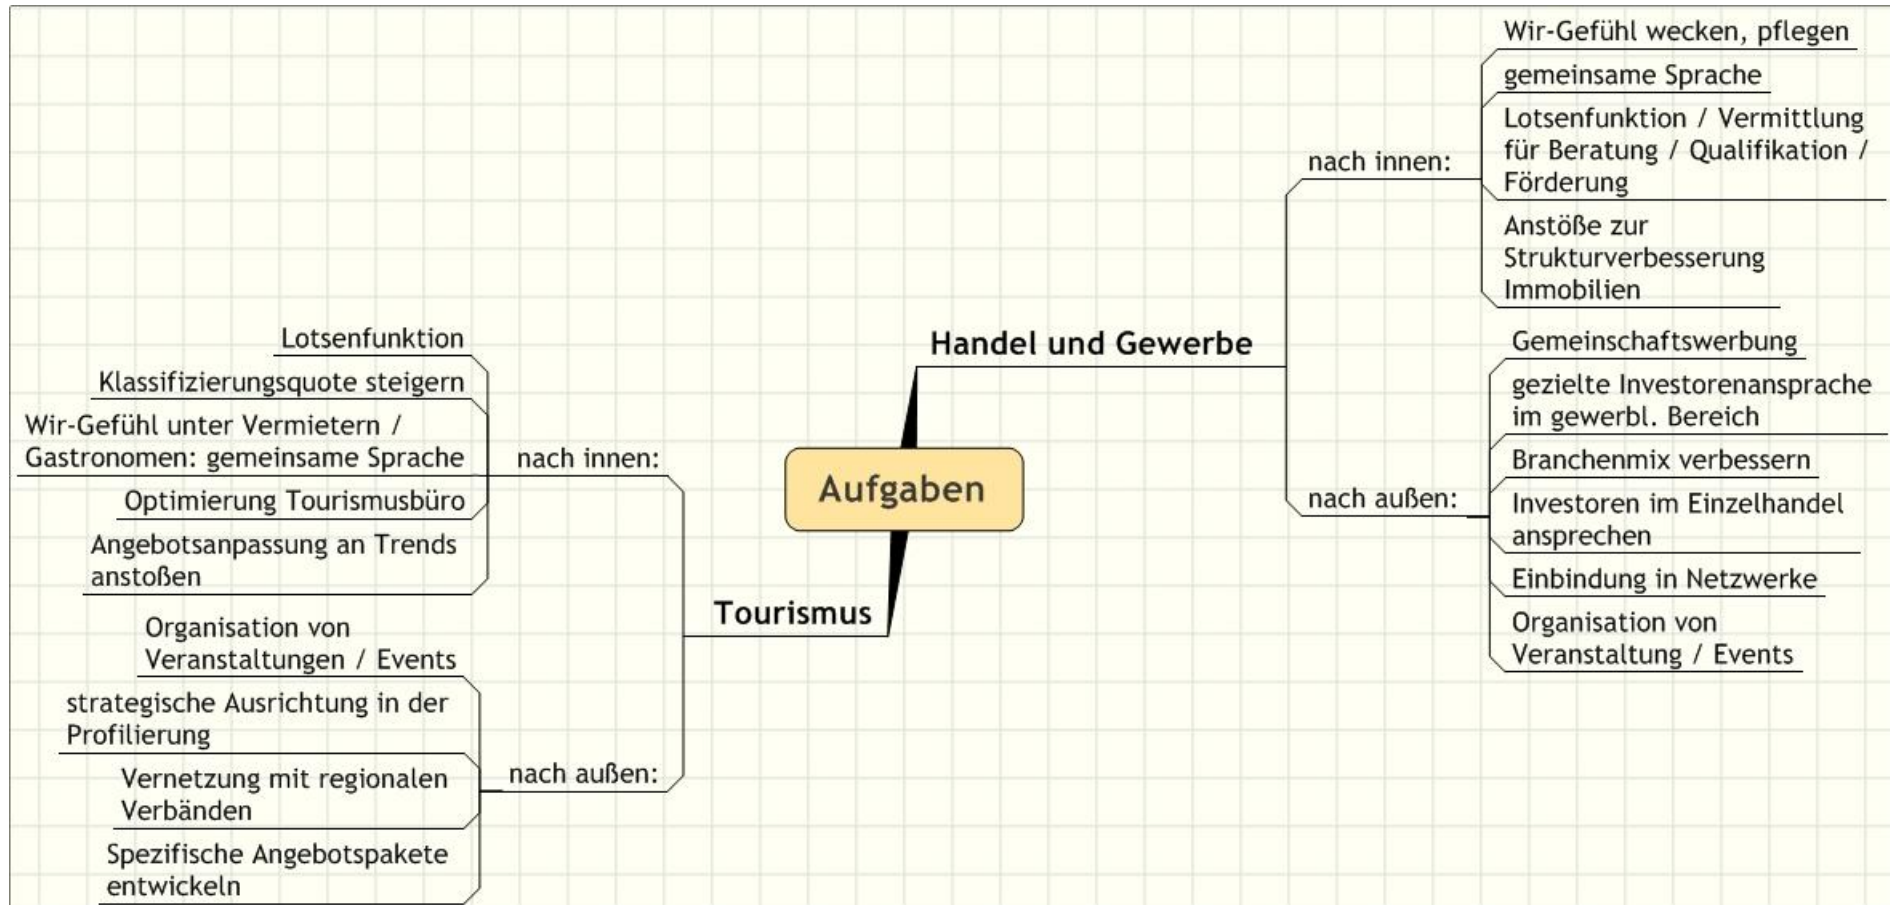 Aufgaben
Handel und Gewerbe
nach innen:
Wir-Gefühl wecken, pflegen
gemeinsame Sprache
Lotsenfunktion / Vermittlung
für Beratung / Qualifikation /
Förderung
Anstöße zur
Strukturverbesserung
Immobilien
nach außen:
Gemeinschaftswerbung
gezielte Investorenansprache
im gewerbl. Bereich
Branchenmix verbessern
Investoren im Einzelhandel
ansprechen
Einbindung in Netzwerke
Organisation von
Veranstaltung / Events
Tourismus
nach innen:
Lotsenfunktion
Klassifizierungsquote steigern
Wir-Gefühl unter Vermietern /
Gastronomen: gemeinsame Sprache
Optimierung Tourismusbüro
Angebotsanpassung an Trends
anstoßen
nach außen:
Organisation von
Veranstaltungen / Events
strategische Ausrichtung in der
Profilierung
Vernetzung mit regionalen
Verbänden
Spezifische Angebotspakete
entwickeln